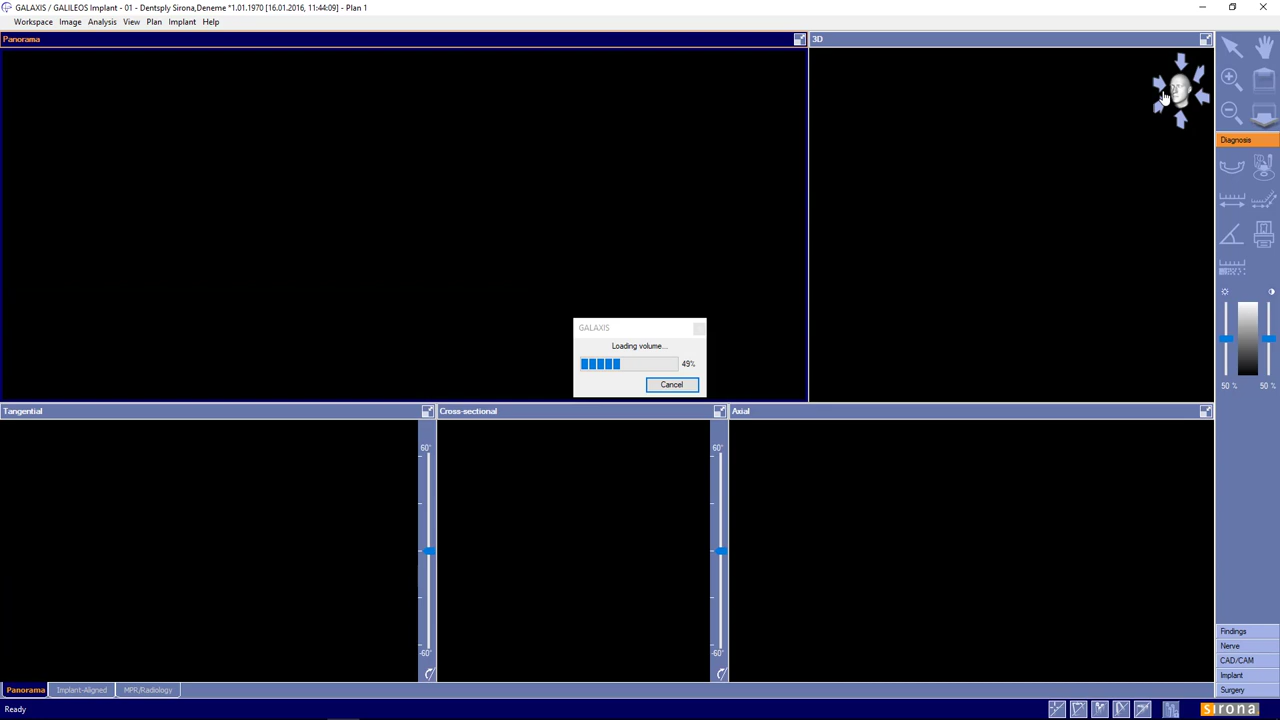 GALAXIS / GALILEOS Implant - 01 - Dentsply Sirona,Deneme *1.01.1970 [16.01.2016, 11:44:09] - Plan 1
Workspace Image Analysis View Plan Implant Help
Panorama
3D
Diagnosis
GALAXIS
Loading volume...
49%
Cancel
50 % 50 %
Tangential
Cross-sectional
Axial
60°
60°
-60°
-60°
Findings
Nerve
CAD/CAM
Implant
Surgery
Panorama Implant-Aligned MPR/Radiology
Ready
sirona